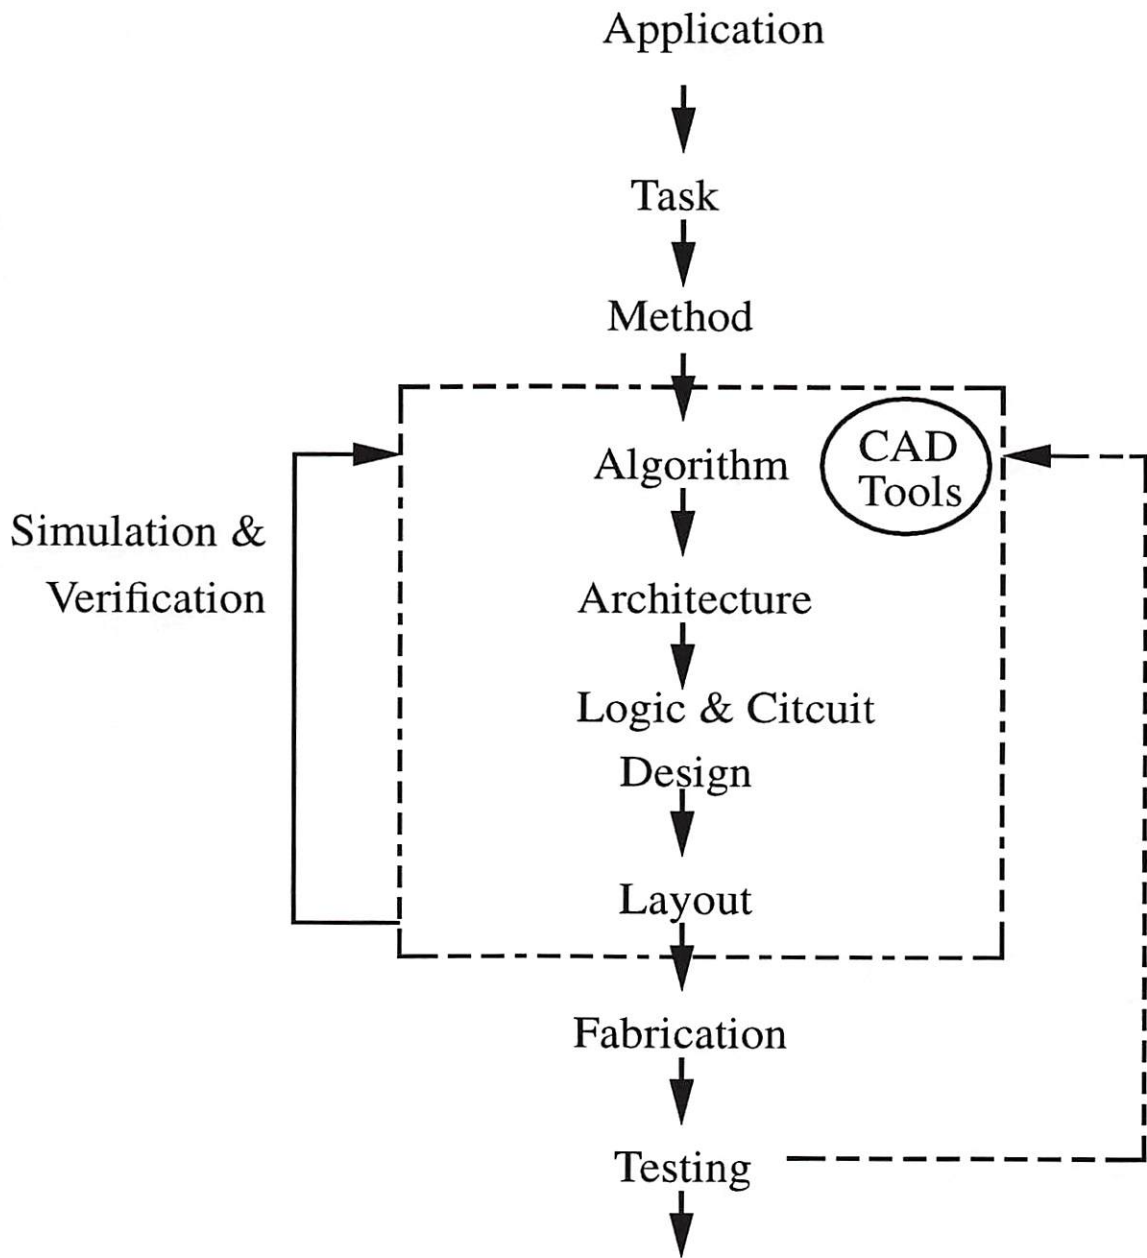 Application
Task
Method
Algorithm
CAD
Tools
Simulation &
Verification
Architecture
Logic & Citcuit
Design
Layout
Fabrication
Testing